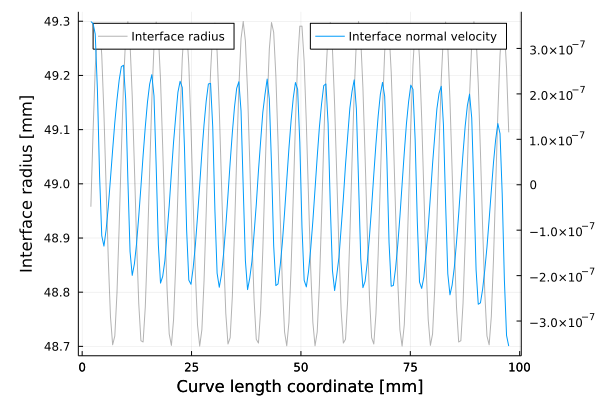 Interface radius
Interface normal velocity
Interface radius [mm]
49.3
49.2
49.1
49.0
48.9
48.8
48.7
3.0×10⁻⁷
2.0×10⁻⁷
1.0×10⁻⁷
0
−1.0×10⁻⁷
−2.0×10⁻⁷
−3.0×10⁻⁷
0 25 50 75 100
Curve length coordinate [mm]